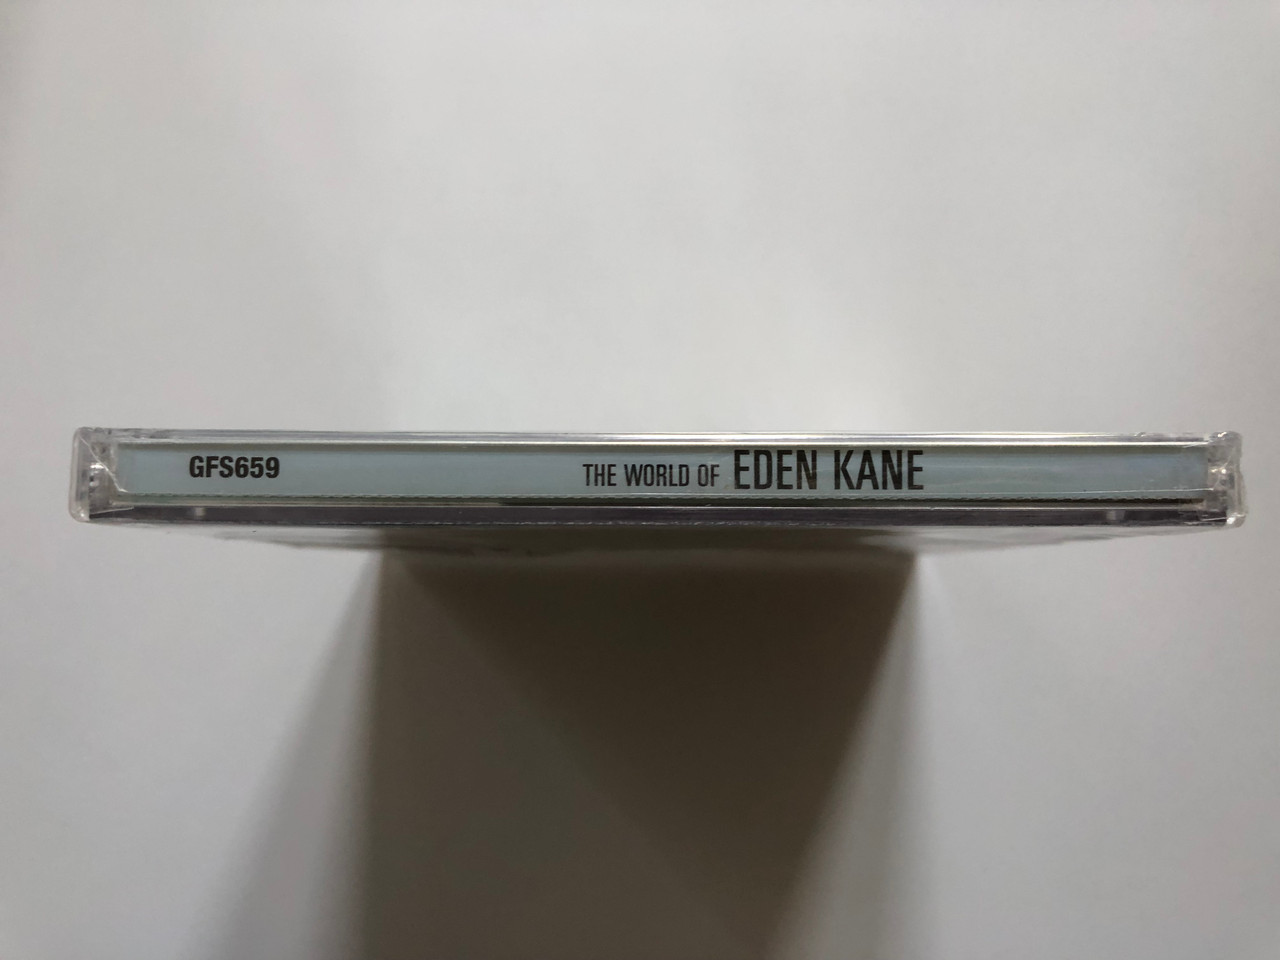 GFS659 THE WORLD OF EDEN KANE